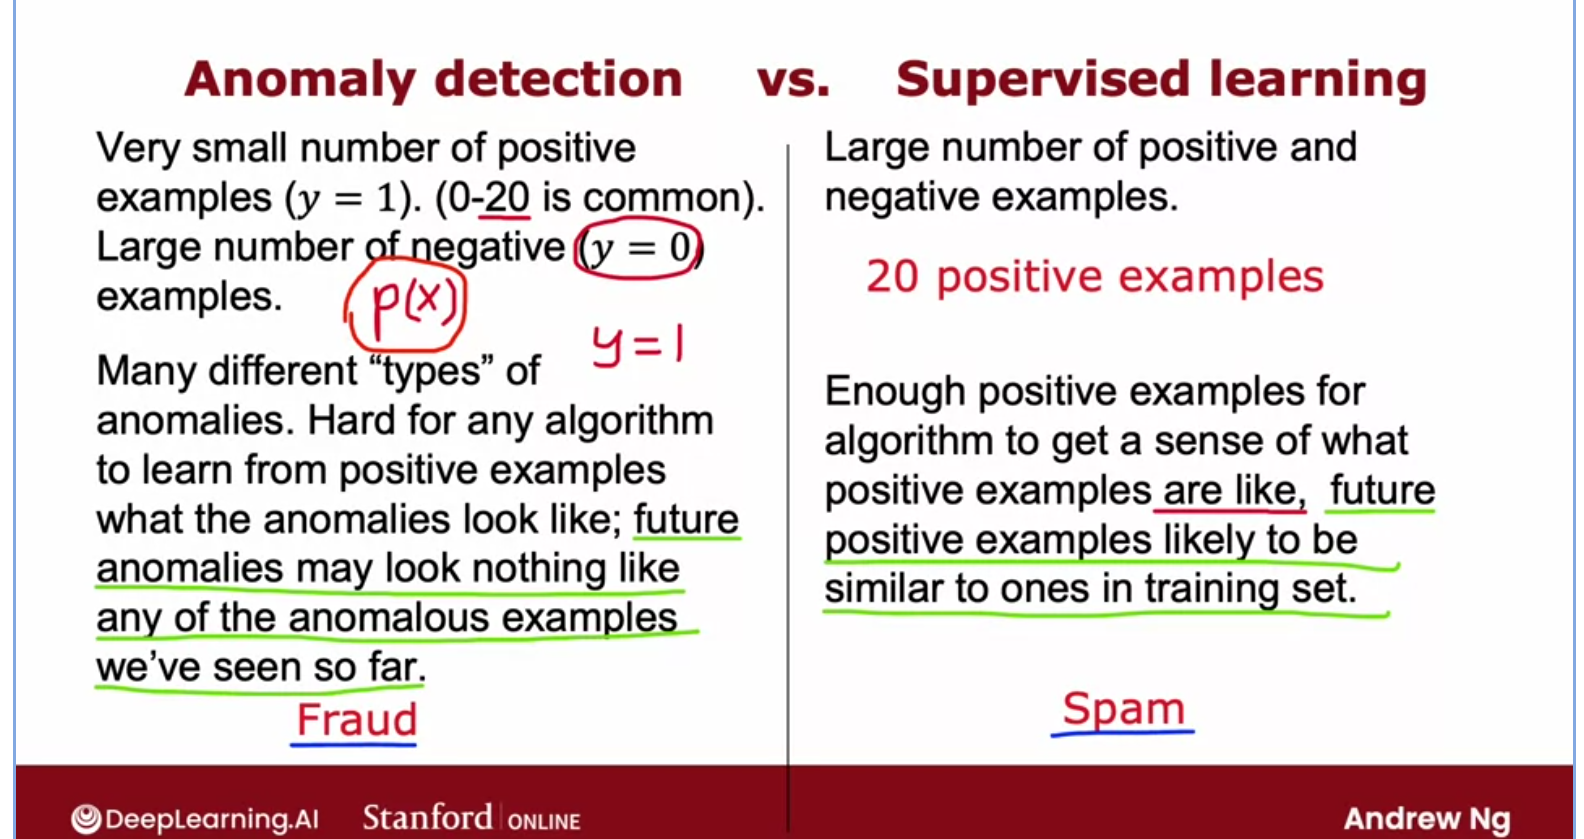 Anomaly detection vs. Supervised learning
Very small number of positive
examples (y = 1). (0-20 is common).
Large number of negative (y = 0)
examples.
p(x)
y=1
Many different “types” of
anomalies. Hard for any algorithm
to learn from positive examples
what the anomalies look like; future
anomalies may look nothing like
any of the anomalous examples
we’ve seen so far.
Fraud
Large number of positive and
negative examples.
20 positive examples
Enough positive examples for
algorithm to get a sense of what
positive examples are like, future
positive examples likely to be
similar to ones in training set.
Spam
DeepLearning.AI Stanford ONLINE
Andrew Ng